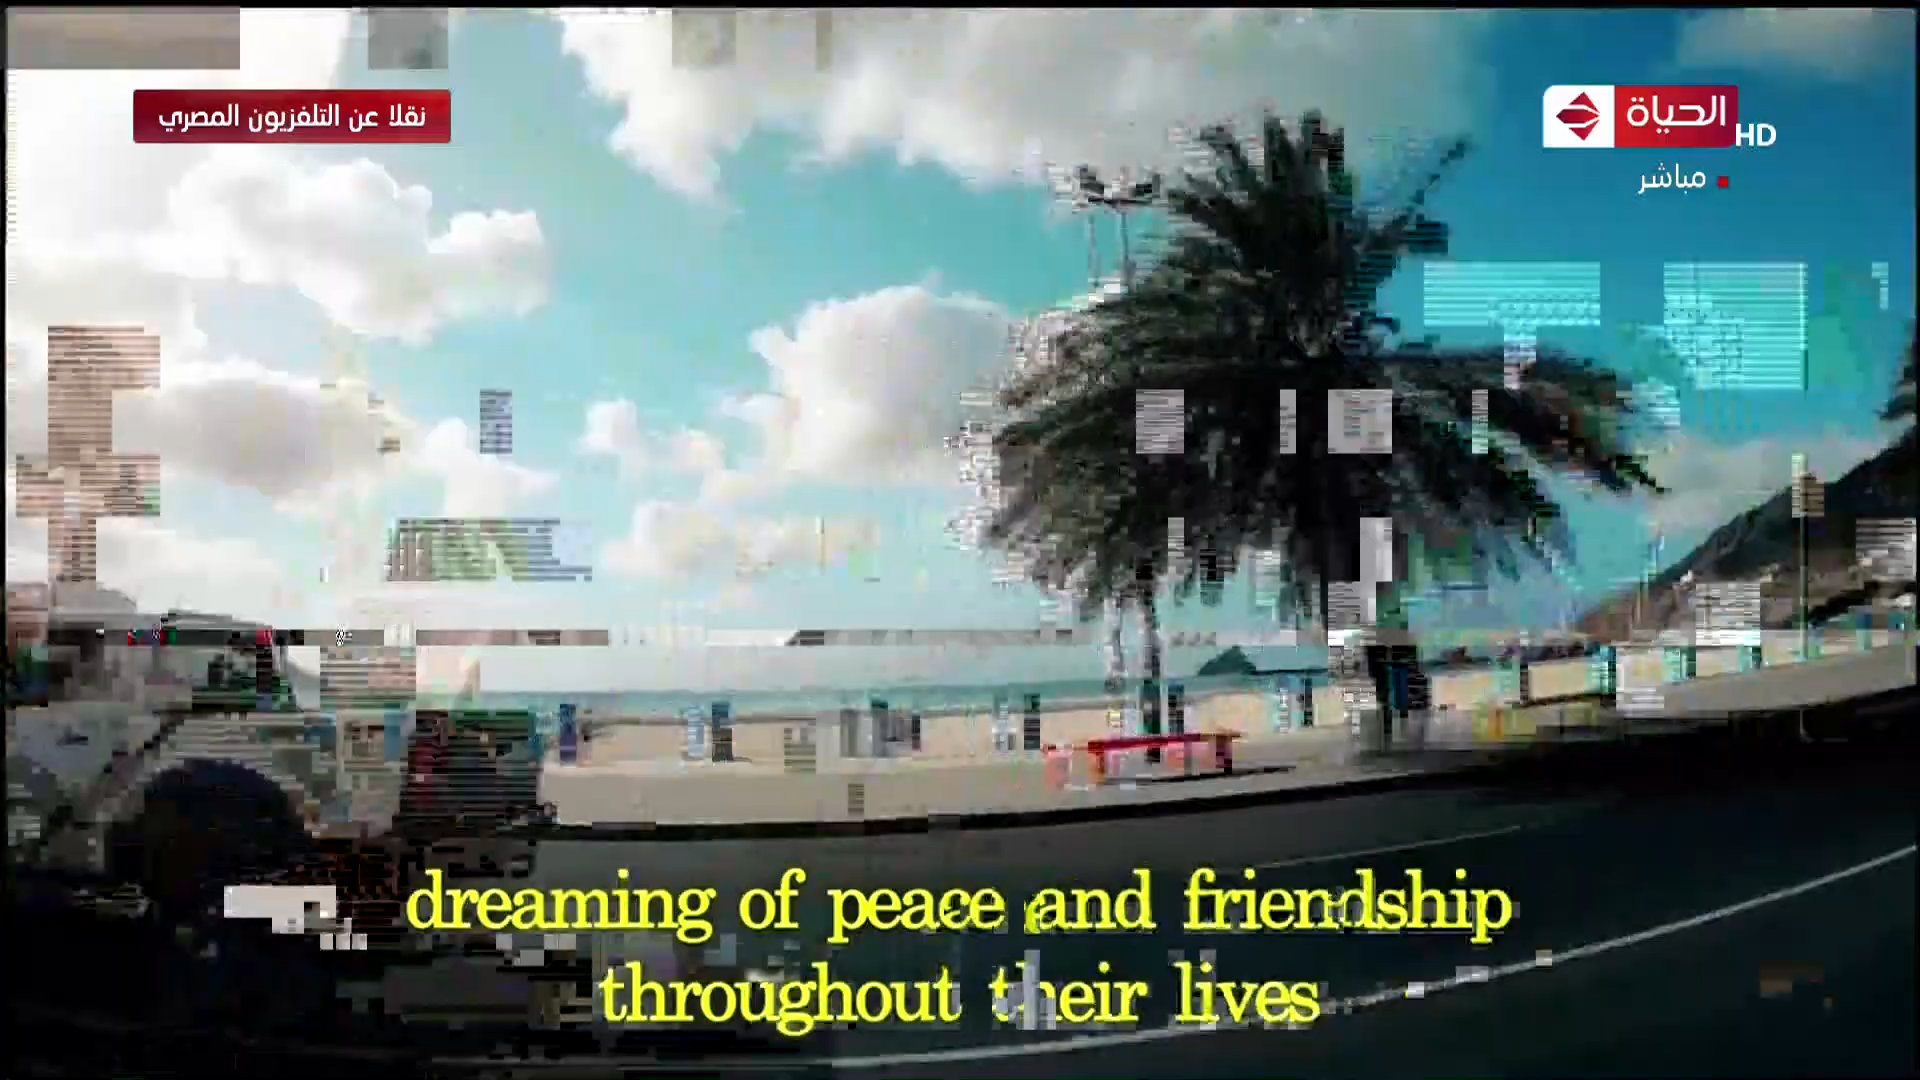 نقلا عن التلفزيون المصري
الحياة
HD
مباشر
dreaming of peace and friendship
throughout their lives